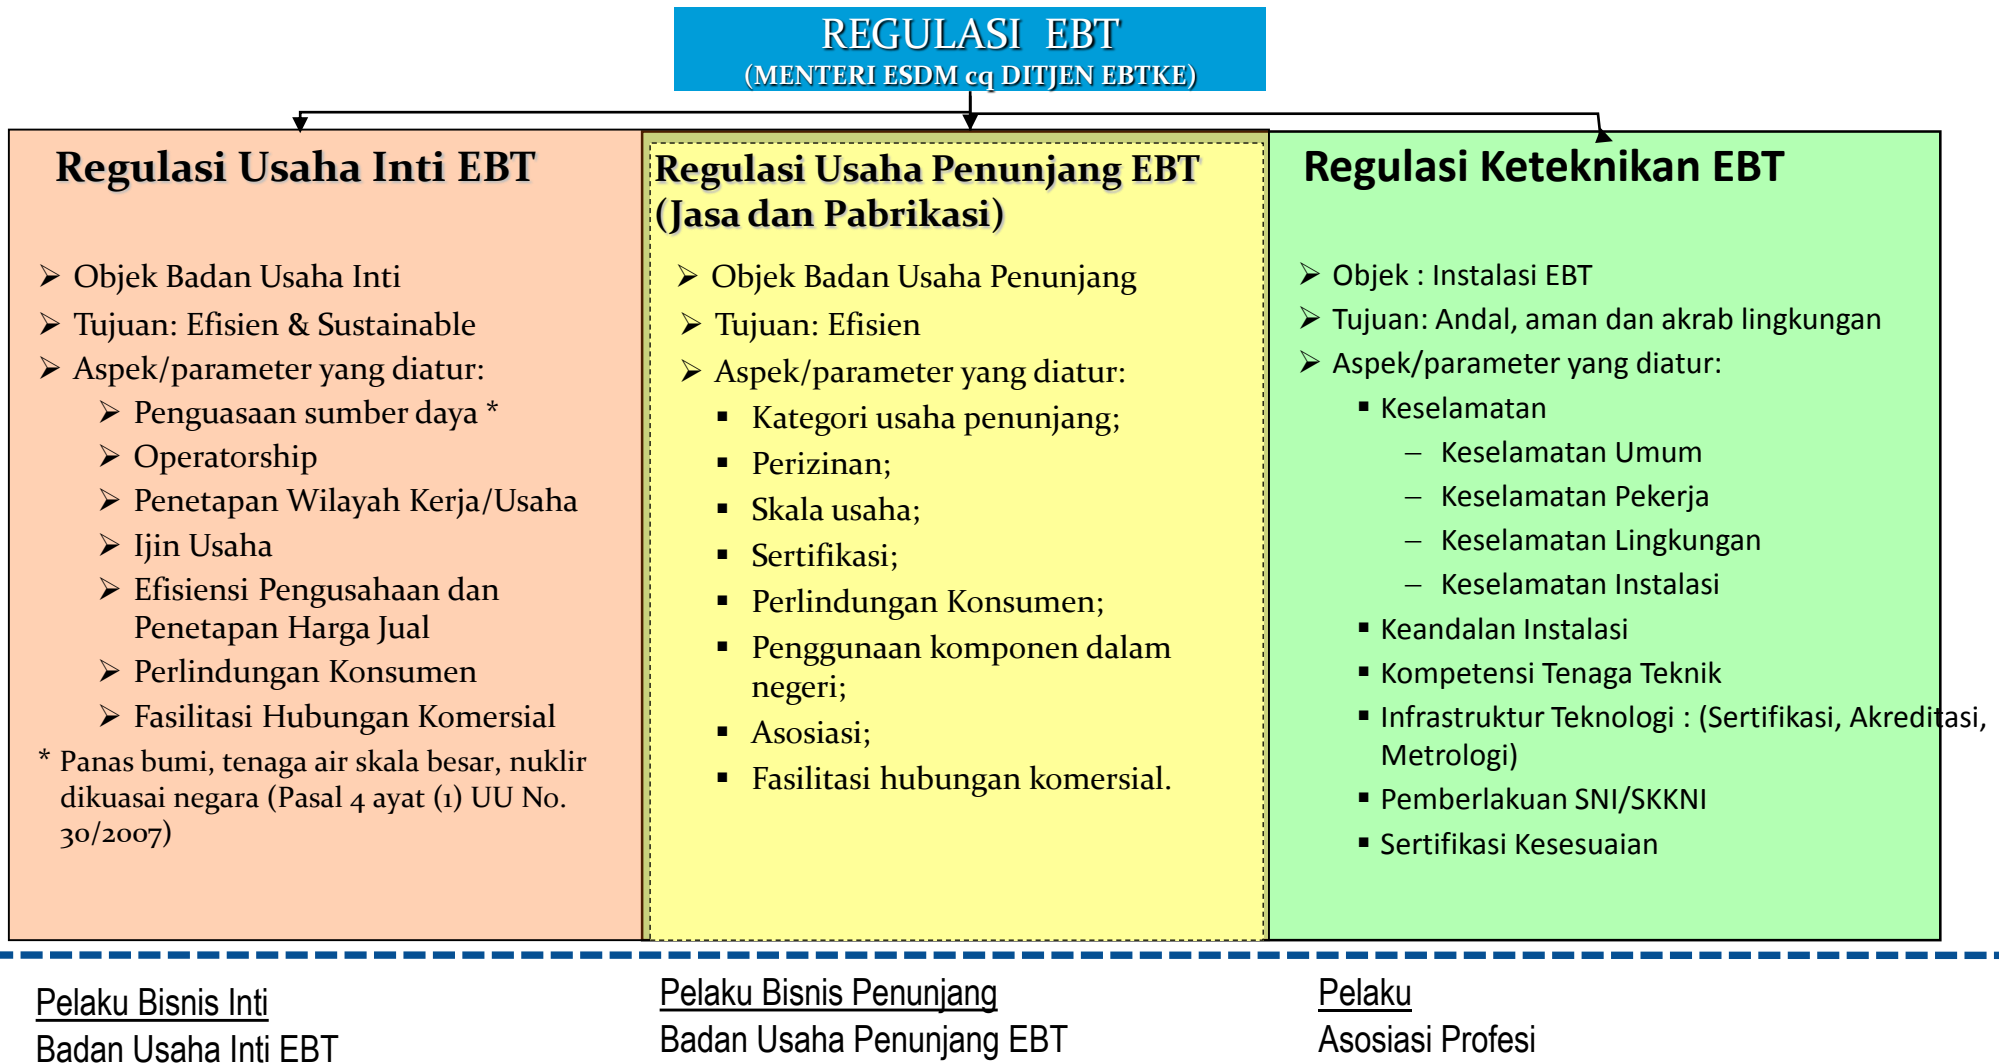 REGULASI EBT
(MENTERI ESDM cq DITJEN EBTKE)
Regulasi Usaha Inti EBT
➢ Objek Badan Usaha Inti
➢ Tujuan: Efisien & Sustainable
➢ Aspek/parameter yang diatur:
➢ Penguasaan sumber daya *
➢ Operatorship
➢ Penetapan Wilayah Kerja/Usaha
➢ Ijin Usaha
➢ Efisiensi Pengusahaan dan
Penetapan Harga Jual
➢ Perlindungan Konsumen
➢ Fasilitasi Hubungan Komersial
* Panas bumi, tenaga air skala besar, nuklir
dikuasai negara (Pasal 4 ayat (1) UU No.
30/2007)
Regulasi Usaha Penunjang EBT
(Jasa dan Pabrikasi)
➢ Objek Badan Usaha Penunjang
➢ Tujuan: Efisien
➢ Aspek/parameter yang diatur:
▪ Kategori usaha penunjang;
▪ Perizinan;
▪ Skala usaha;
▪ Sertifikasi;
▪ Perlindungan Konsumen;
▪ Penggunaan komponen dalam
negeri;
▪ Asosiasi;
▪ Fasilitasi hubungan komersial.
Regulasi Keteknikan EBT
➢ Objek : Instalasi EBT
➢ Tujuan: Andal, aman dan akrab lingkungan
➢ Aspek/parameter yang diatur:
▪ Keselamatan
– Keselamatan Umum
– Keselamatan Pekerja
– Keselamatan Lingkungan
– Keselamatan Instalasi
▪ Keandalan Instalasi
▪ Kompetensi Tenaga Teknik
▪ Infrastruktur Teknologi : (Sertifikasi, Akreditasi,
Metrologi)
▪ Pemberlakuan SNI/SKKNI
▪ Sertifikasi Kesesuaian
Pelaku Bisnis Inti
Badan Usaha Inti EBT
Pelaku Bisnis Penunjang
Badan Usaha Penunjang EBT
Pelaku
Asosiasi Profesi